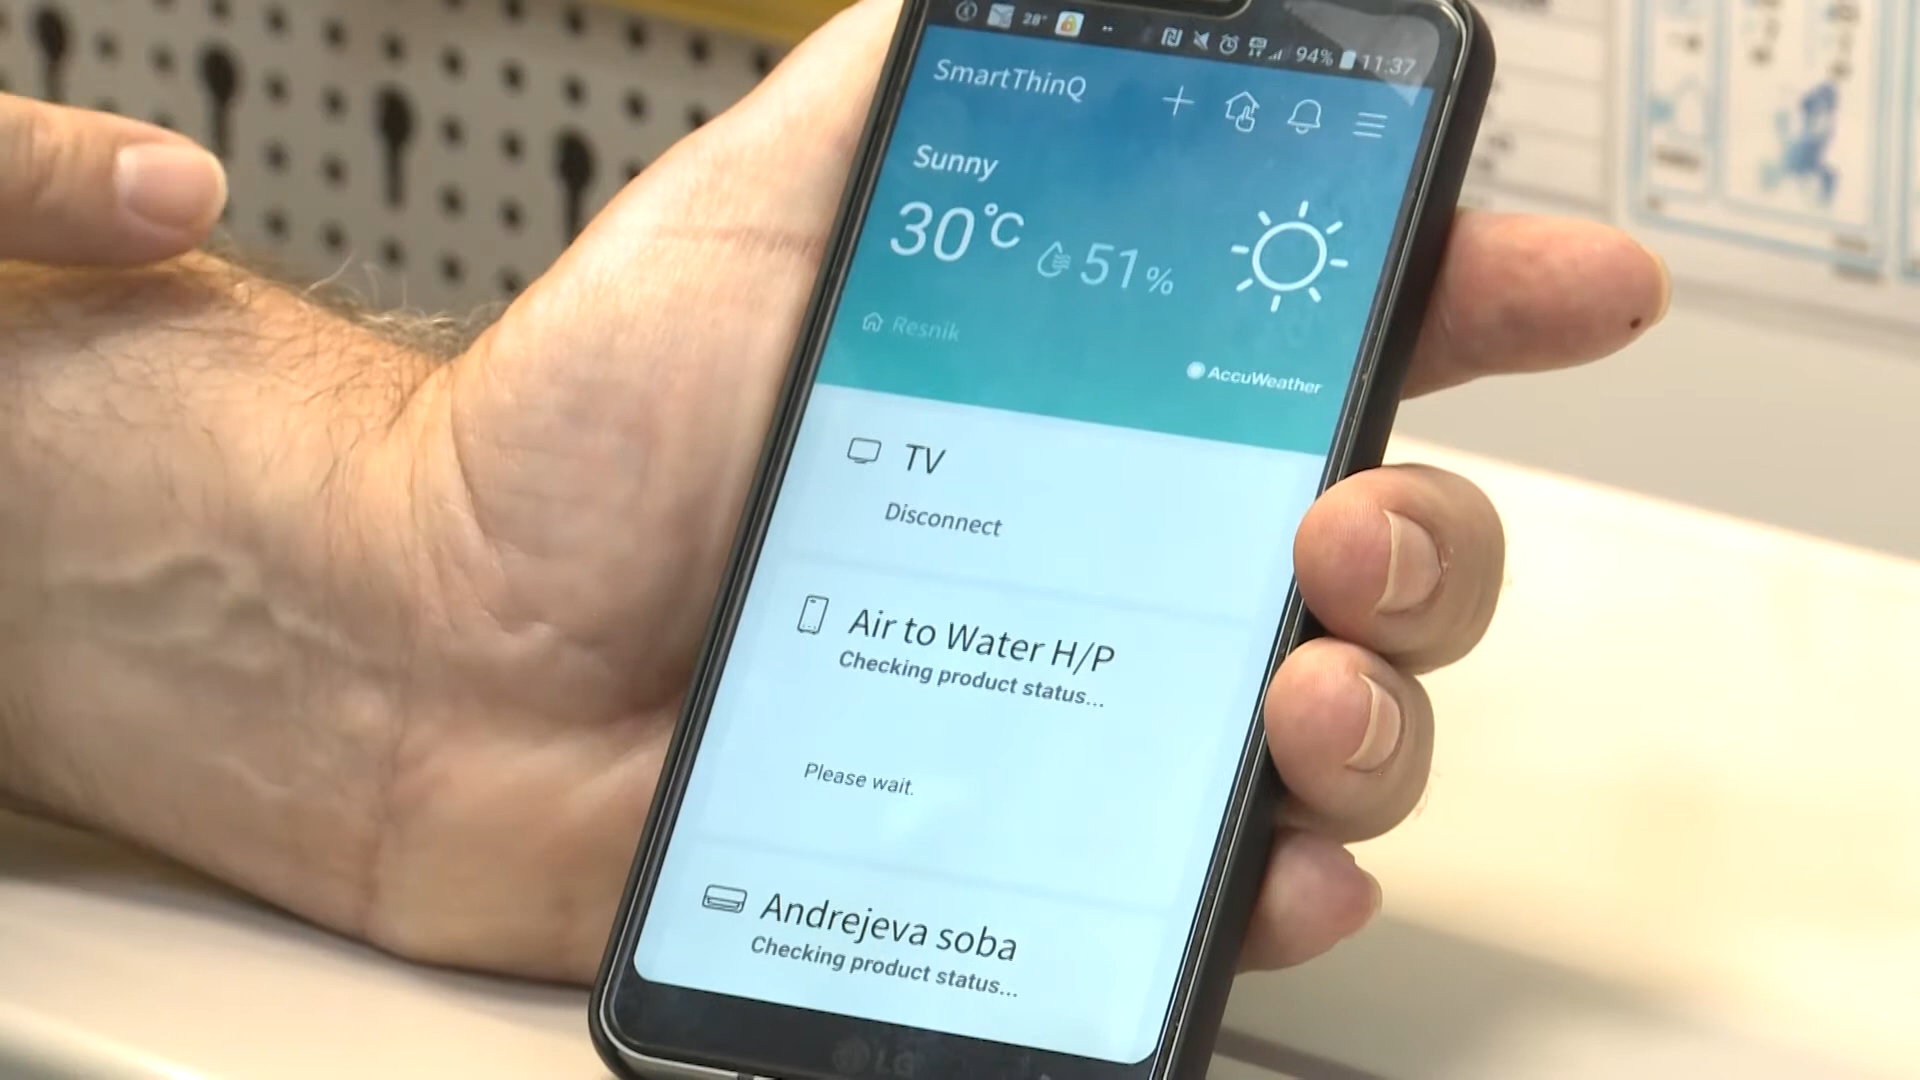 28°
94% 11:37
SmartThinQ
Sunny
30°C 51%
Resnik
AccuWeather
TV
Disconnect
Air to Water H/P
Checking product status...
Please wait.
Andrejeva soba
Checking product status...
LG